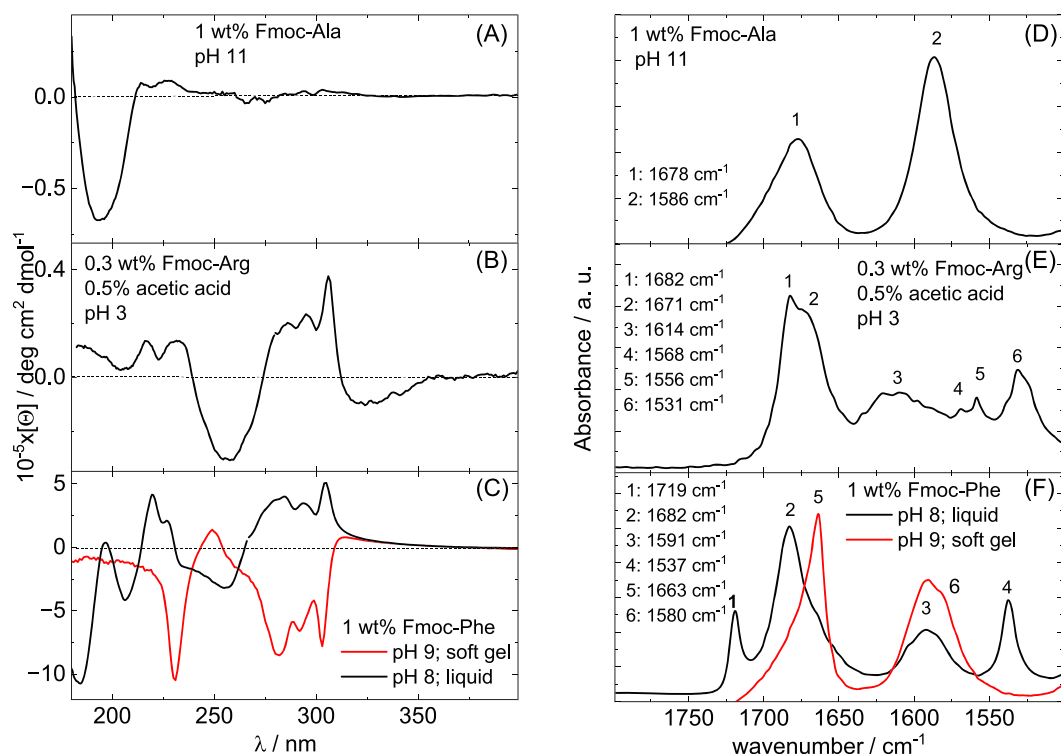 1 wt% Fmoc-Ala
pH 11
(A)
0.0
−0.5
0.3 wt% Fmoc-Arg
0.5% acetic acid
pH 3
(B)
0.4
0.0
10⁻⁵x[Θ] / deg cm² dmol⁻¹
(C)
5
0
−5
−10
1 wt% Fmoc-Phe
pH 9; soft gel
pH 8; liquid
200 250 300 350
λ / nm
1 wt% Fmoc-Ala
pH 11
(D)
1
2
1: 1678 cm⁻¹
2: 1586 cm⁻¹
(E)
0.3 wt% Fmoc-Arg
0.5% acetic acid
pH 3
1: 1682 cm⁻¹
2: 1671 cm⁻¹
3: 1614 cm⁻¹
4: 1568 cm⁻¹
5: 1556 cm⁻¹
6: 1531 cm⁻¹
1
2
3
4
5
6
Absorbance / a. u.
(F)
1 wt% Fmoc-Phe
pH 8; liquid
pH 9; soft gel
1: 1719 cm⁻¹
2: 1682 cm⁻¹
3: 1591 cm⁻¹
4: 1537 cm⁻¹
5: 1663 cm⁻¹
6: 1580 cm⁻¹
1
2
5
3
6
4
1750 1700 1650 1600 1550
wavenumber / cm⁻¹